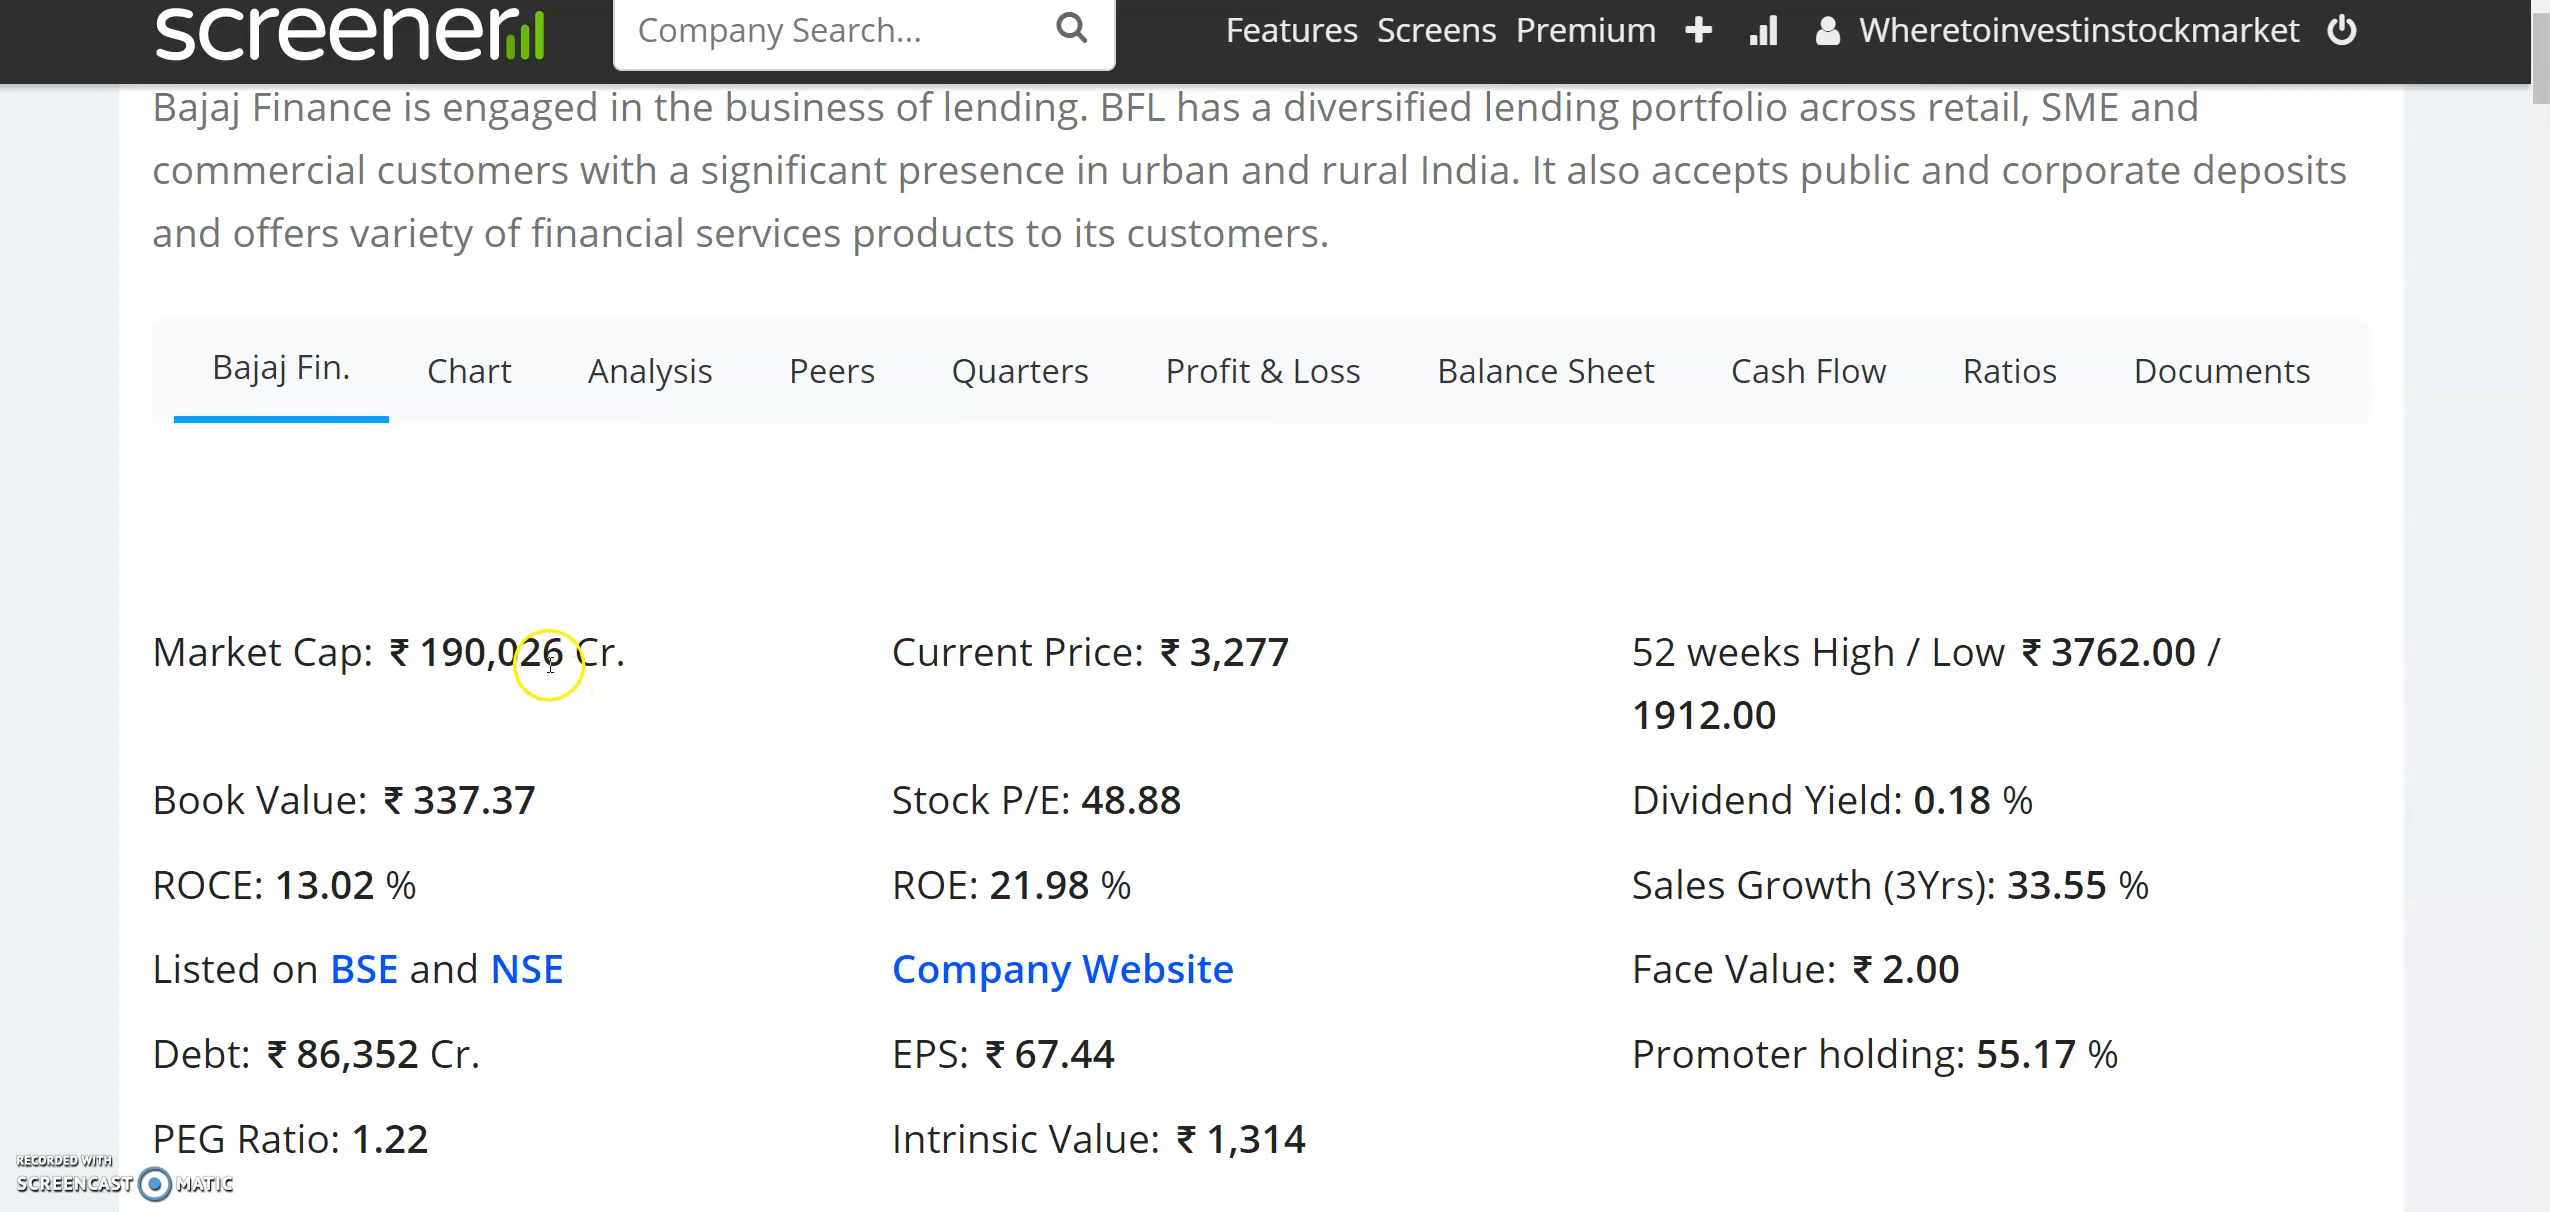 screener
Company Search...
Features Screens Premium Wheretoinvestinstockmarket
Bajaj Finance is engaged in the business of lending. BFL has a diversified lending portfolio across retail, SME and
commercial customers with a significant presence in urban and rural India. It also accepts public and corporate deposits
and offers variety of financial services products to its customers.
Bajaj Fin. Chart Analysis Peers Quarters Profit & Loss Balance Sheet Cash Flow Ratios Documents
Market Cap: ₹ 190,026 Cr. Current Price: ₹ 3,277 52 weeks High / Low ₹ 3762.00 /
1912.00
Book Value: ₹ 337.37 Stock P/E: 48.88 Dividend Yield: 0.18 %
ROCE: 13.02 % ROE: 21.98 % Sales Growth (3Yrs): 33.55 %
Listed on BSE and NSE Company Website Face Value: ₹ 2.00
Debt: ₹ 86,352 Cr. EPS: ₹ 67.44 Promoter holding: 55.17 %
PEG Ratio: 1.22 Intrinsic Value: ₹ 1,314
RECORDED WITH
SCREENCAST MATIC